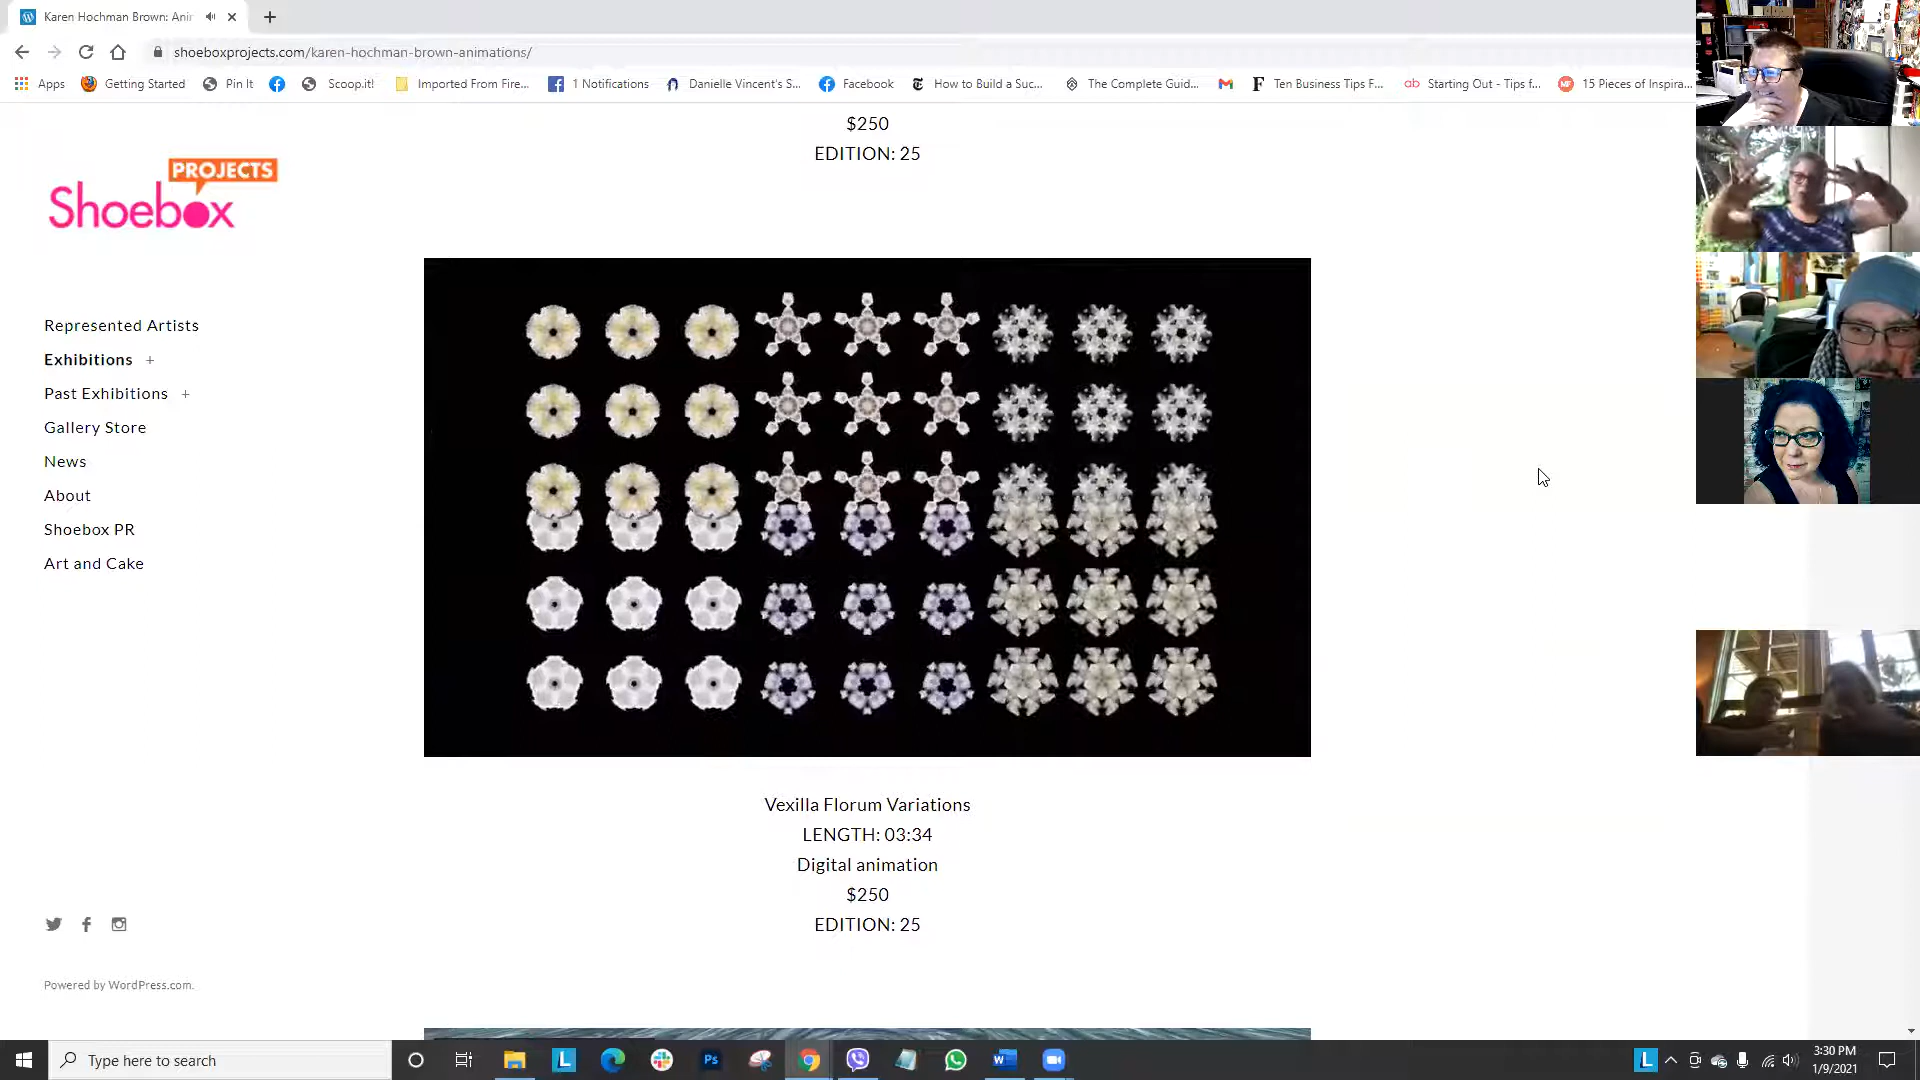 Karen Hochman Brown: Anir
shoeboxprojects.com/karen-hochman-brown-animations/
Apps
Getting Started
Pin It
Scoop.it!
Imported From Fire...
1 Notifications
Danielle Vincent's S...
Facebook
How to Build a Suc...
The Complete Guid...
Ten Business Tips F...
Starting Out - Tips f...
15 Pieces of Inspira...
PROJECTS
Shoebox
Represented Artists
Exhibitions +
Past Exhibitions +
Gallery Store
News
About
Shoebox PR
Art and Cake
Powered by WordPress.com.
$250
EDITION: 25
Vexilla Florum Variations
LENGTH: 03:34
Digital animation
$250
EDITION: 25
Type here to search
3:30 PM
1/9/2021